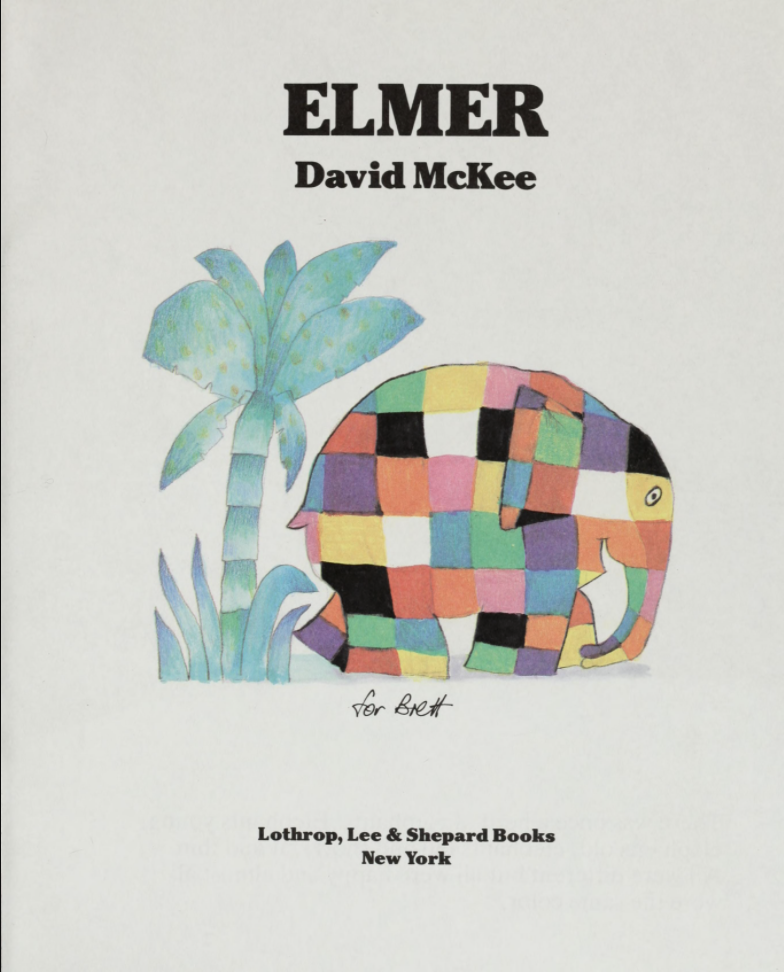 ELMER
David McKee
for Brett
Lothrop, Lee & Shepard Books
New York